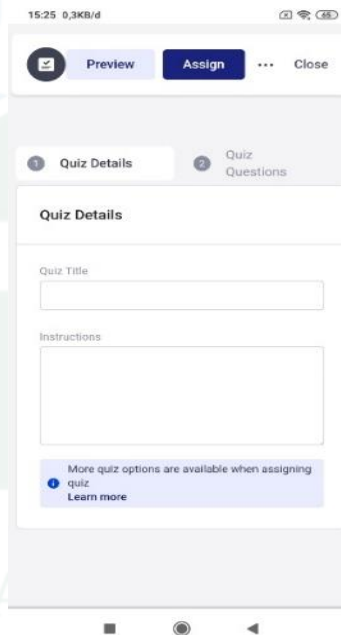 15:25 0,3KB/d
65
Preview Assign ... Close
1 Quiz Details
2 Quiz Questions
Quiz Details
Quiz Title
Instructions
More quiz options are available when assigning
quiz
Learn more